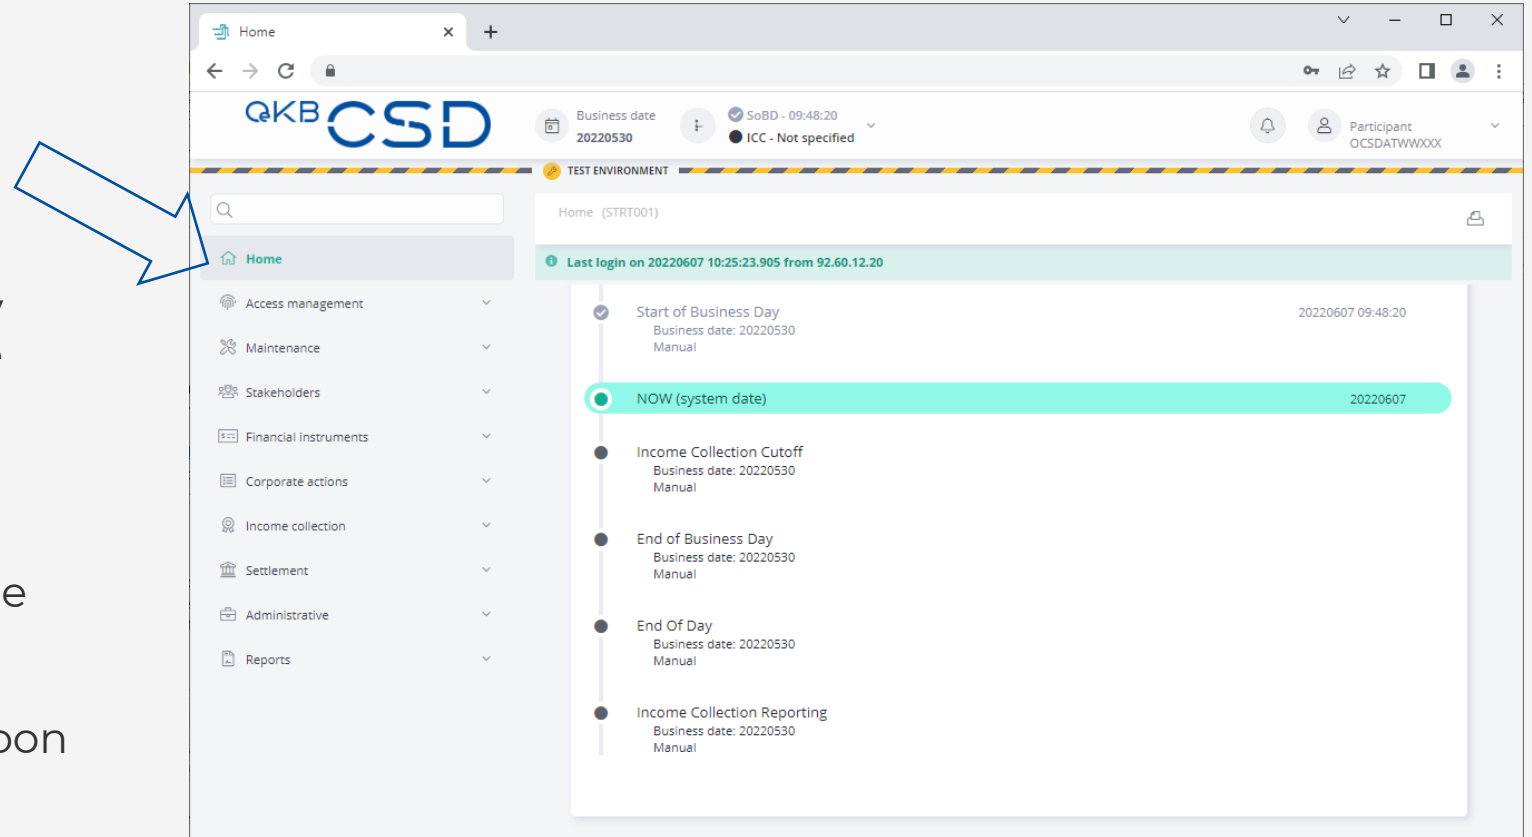 Home
OeKB CSD
Business date
20220530
SoBD - 09:48:20
ICC - Not specified
Participant
OCSDATWWXXX
TEST ENVIRONMENT
Home (STRT001)
Last login on 20220607 10:25:23.905 from 92.60.12.20
Home
Access management
Maintenance
Stakeholders
Financial instruments
Corporate actions
Income collection
Settlement
Administrative
Reports
Start of Business Day
20220607 09:48:20
Business date: 20220530
Manual
NOW (system date)
20220607
Income Collection Cutoff
Business date: 20220530
Manual
End of Business Day
Business date: 20220530
Manual
End Of Day
Business date: 20220530
Manual
Income Collection Reporting
Business date: 20220530
Manual